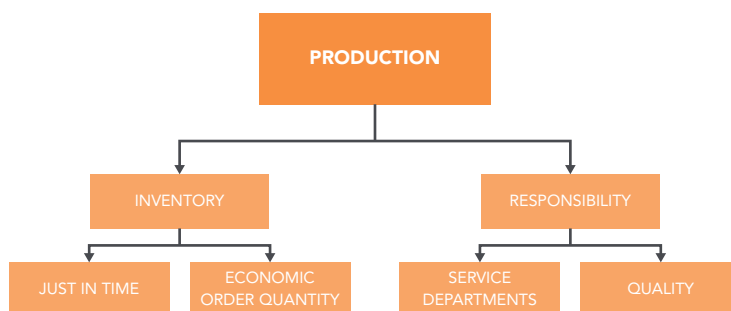 PRODUCTION
INVENTORY
RESPONSIBILITY
JUST IN TIME
ECONOMIC
ORDER QUANTITY
SERVICE
DEPARTMENTS
QUALITY